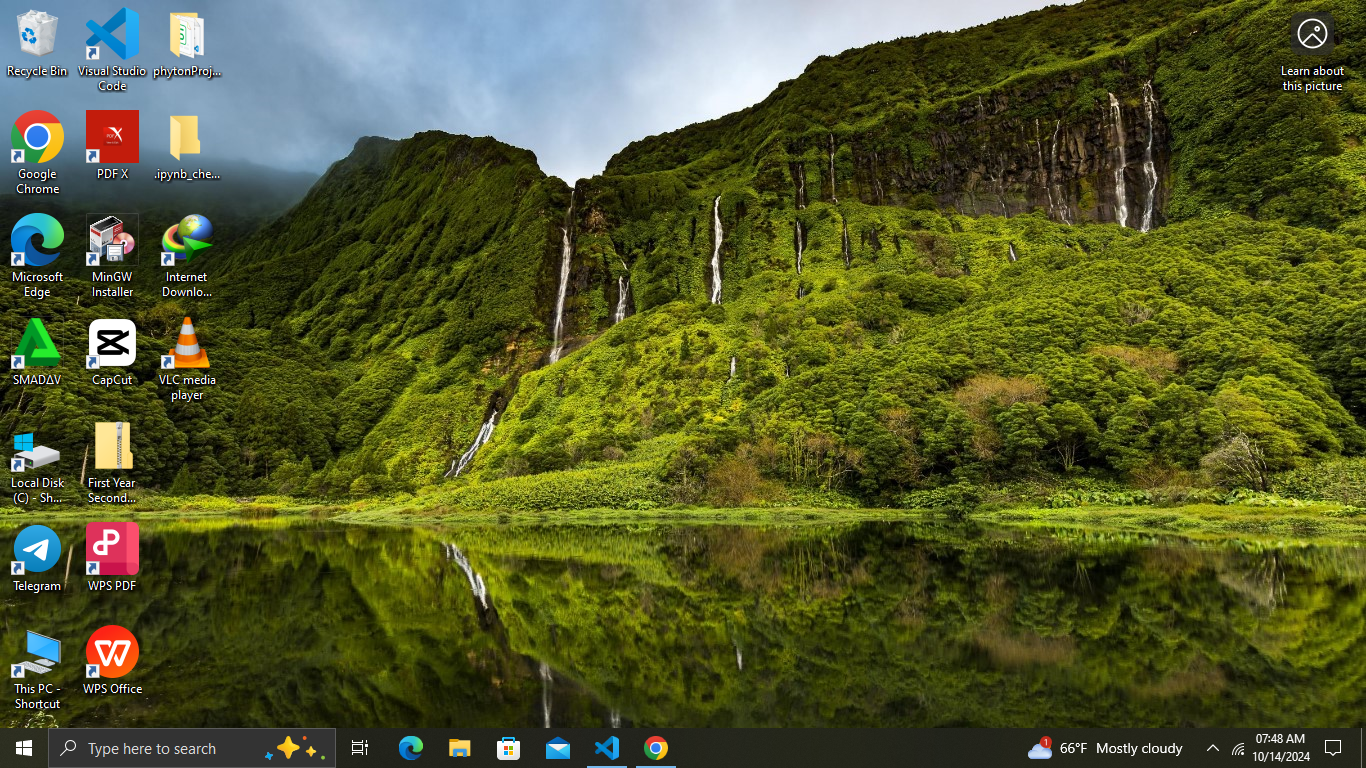 Recycle Bin
Visual Studio
Code
phytonProj...
Google
Chrome
PDF X
.ipynb_che...
Microsoft
Edge
MinGW
Installer
Internet
Downlo...
SMADΔV
CapCut
VLC media
player
Local Disk
(C) - Sh...
First Year
Second...
Telegram
WPS PDF
This PC -
Shortcut
WPS Office
Learn about
this picture
Type here to search
1
66°F Mostly cloudy
07:48 AM
10/14/2024